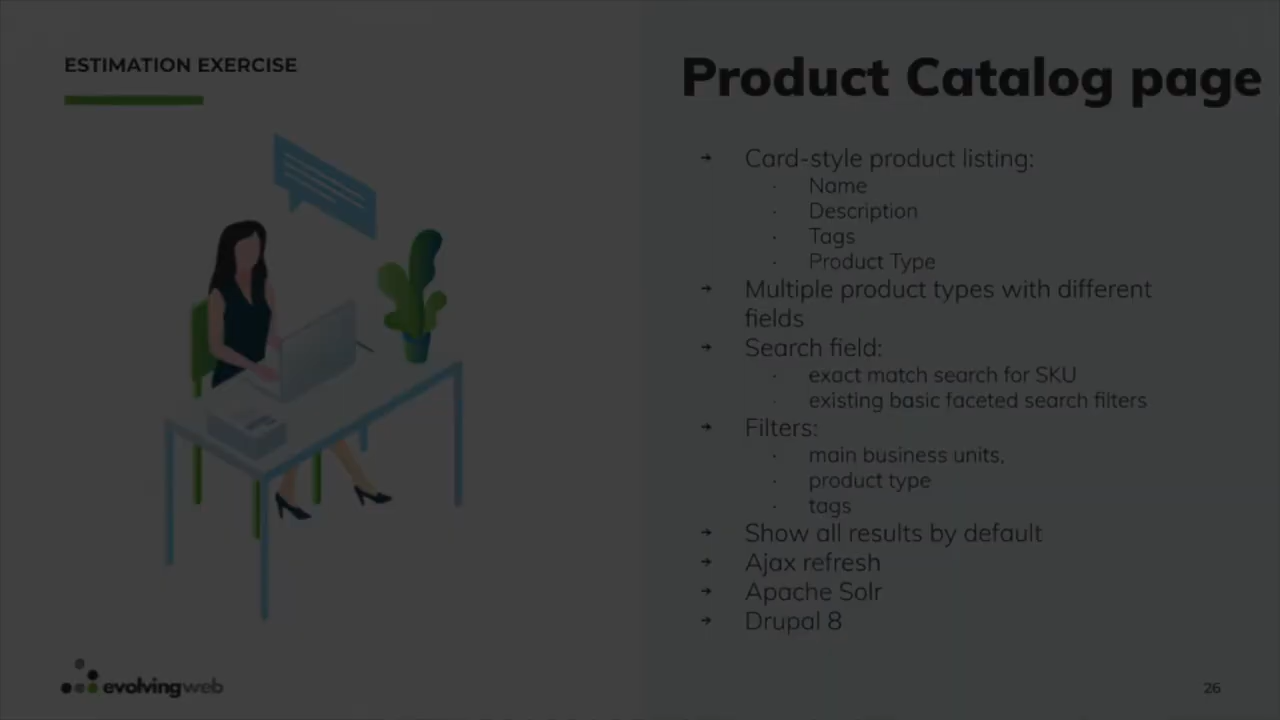 ESTIMATION EXERCISE
Product Catalog page
Card-style product listing:
Name
Description
Tags
Product Type
Multiple product types with different
fields
Search field:
exact match search for SKU
existing basic faceted search filters
Filters:
main business units,
product type
tags
Show all results by default
Ajax refresh
Apache Solr
Drupal 8
evolvingweb
26